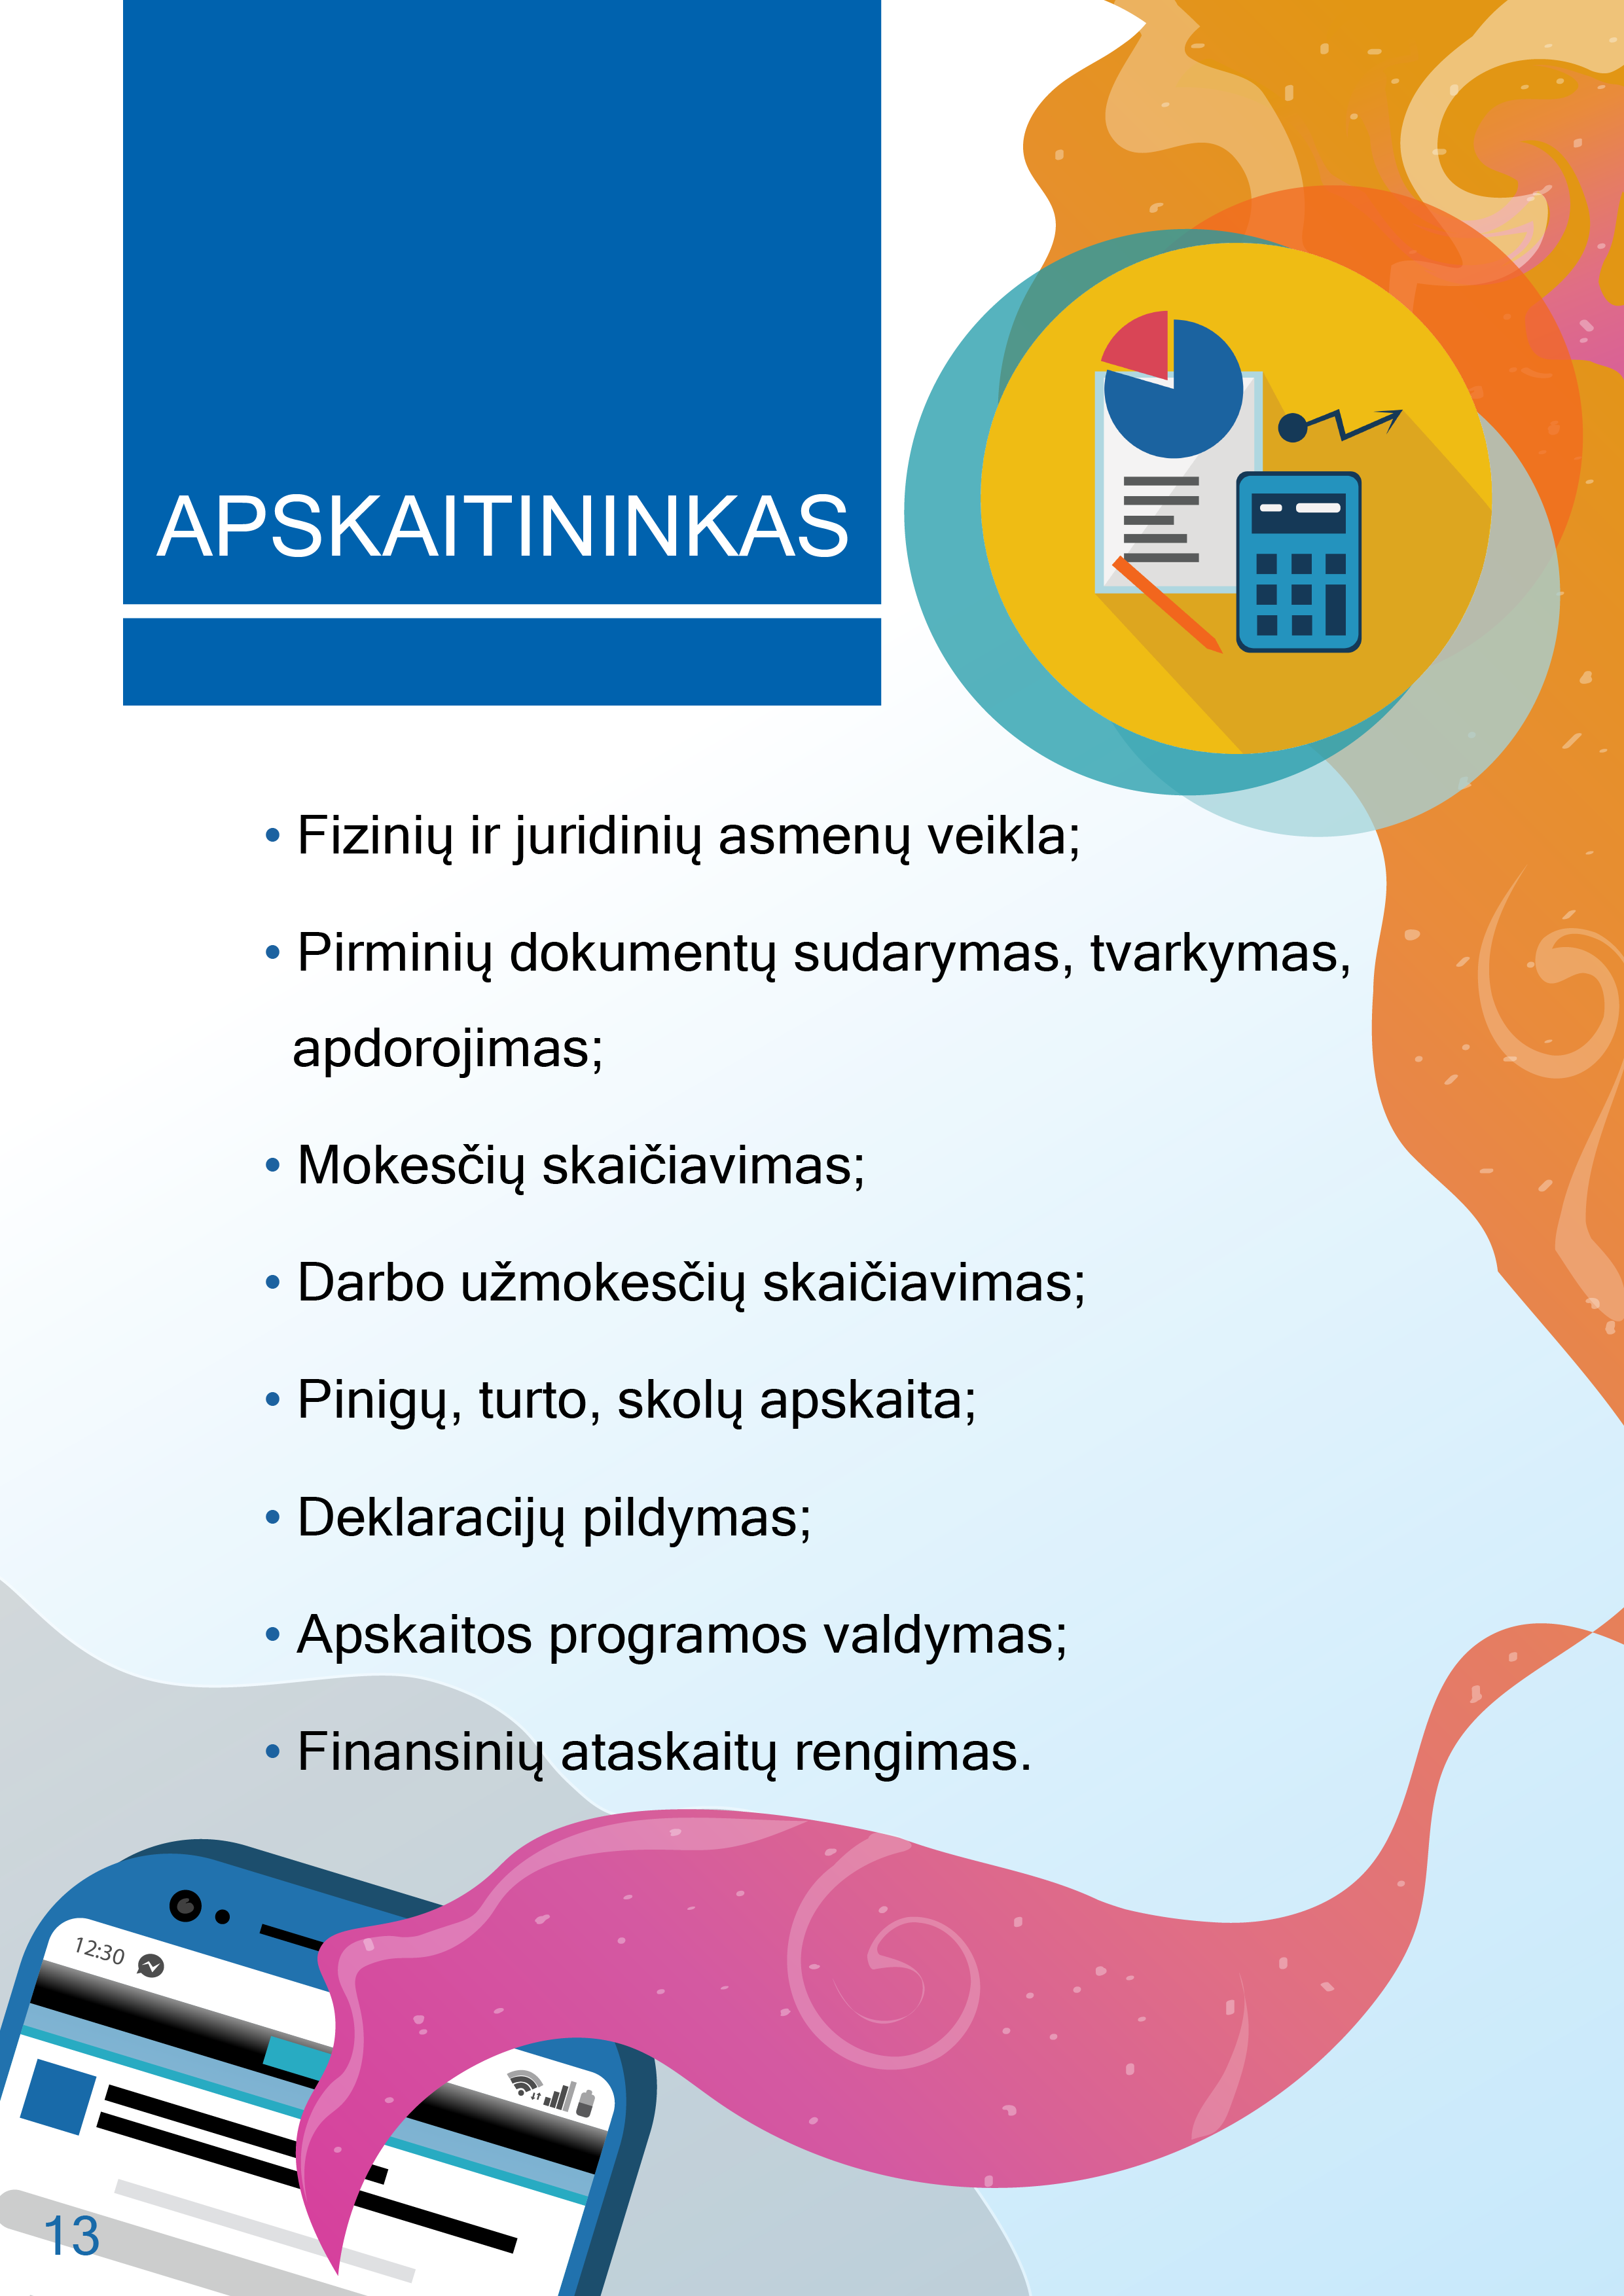 APSKAITININKAS
• Fizinių ir juridinių asmenų veikla;
• Pirminių dokumentų sudarymas, tvarkymas,
apdorojimas;
• Mokesčių skaičiavimas;
• Darbo užmokesčių skaičiavimas;
• Pinigų, turto, skolų apskaita;
• Deklaracijų pildymas;
• Apskaitos programos valdymas;
• Finansinių ataskaitų rengimas.
12:30
13